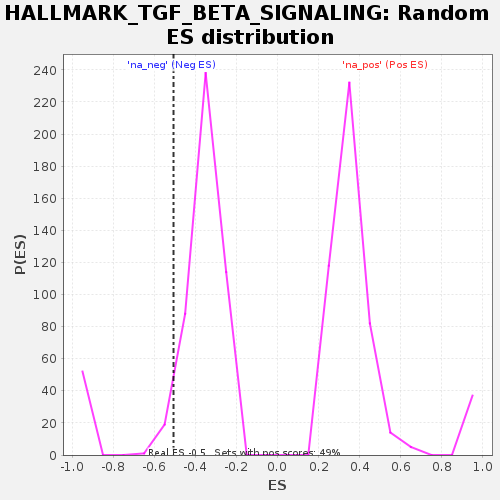 HALLMARK_TGF_BETA_SIGNALING: Random
ES distribution
'na_neg' (Neg ES)
'na_pos' (Pos ES)
240
220
200
180
160
140
120
100
80
60
40
20
0
P(ES)
Real ES -0.5 Sets with pos scores: 49%
-1.0 -0.8 -0.6 -0.4 -0.2 0.0 0.2 0.4 0.6 0.8 1.0
ES